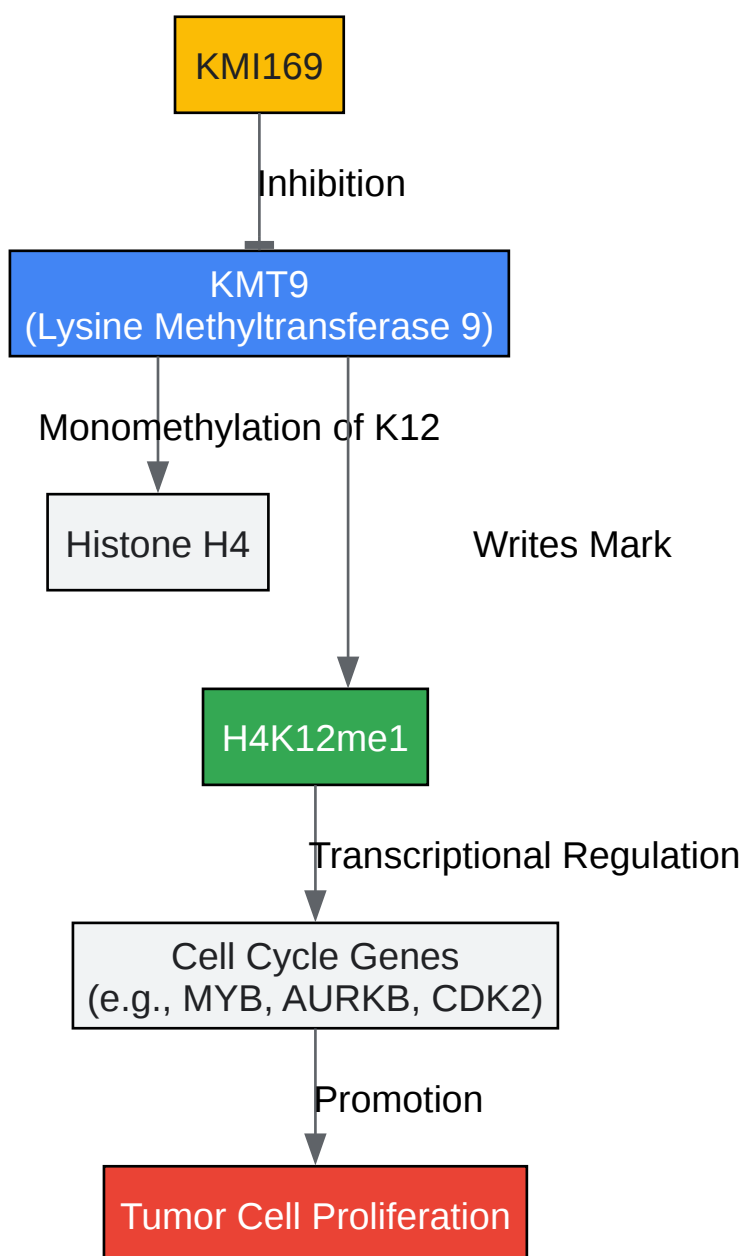 KMI169
Inhibition
KMT9
(Lysine Methyltransferase 9)
Monomethylation of K12
Histone H4
Writes Mark
H4K12me1
Transcriptional Regulation
Cell Cycle Genes
(e.g., MYB, AURKB, CDK2)
Promotion
Tumor Cell Proliferation